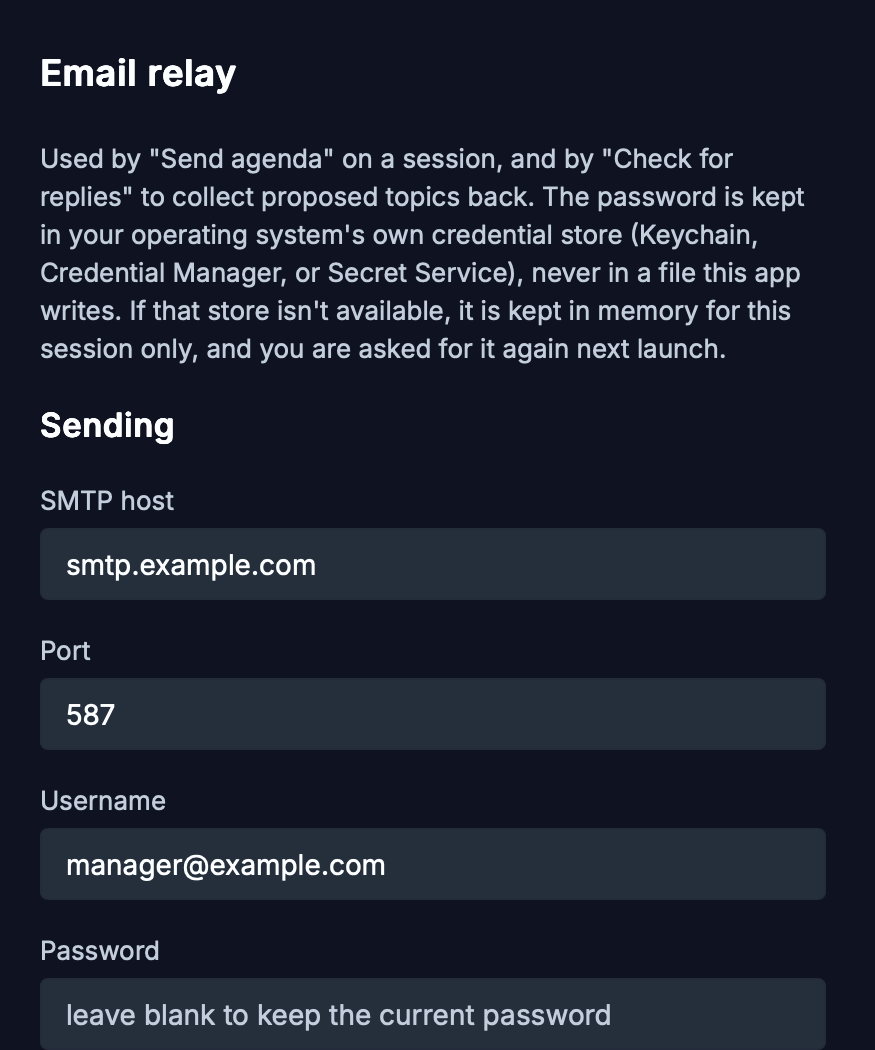 Email relay
Used by "Send agenda" on a session, and by "Check for
replies" to collect proposed topics back. The password is kept
in your operating system's own credential store (Keychain,
Credential Manager, or Secret Service), never in a file this app
writes. If that store isn't available, it is kept in memory for this
session only, and you are asked for it again next launch.
Sending
SMTP host
smtp.example.com
Port
587
Username
manager@example.com
Password
leave blank to keep the current password